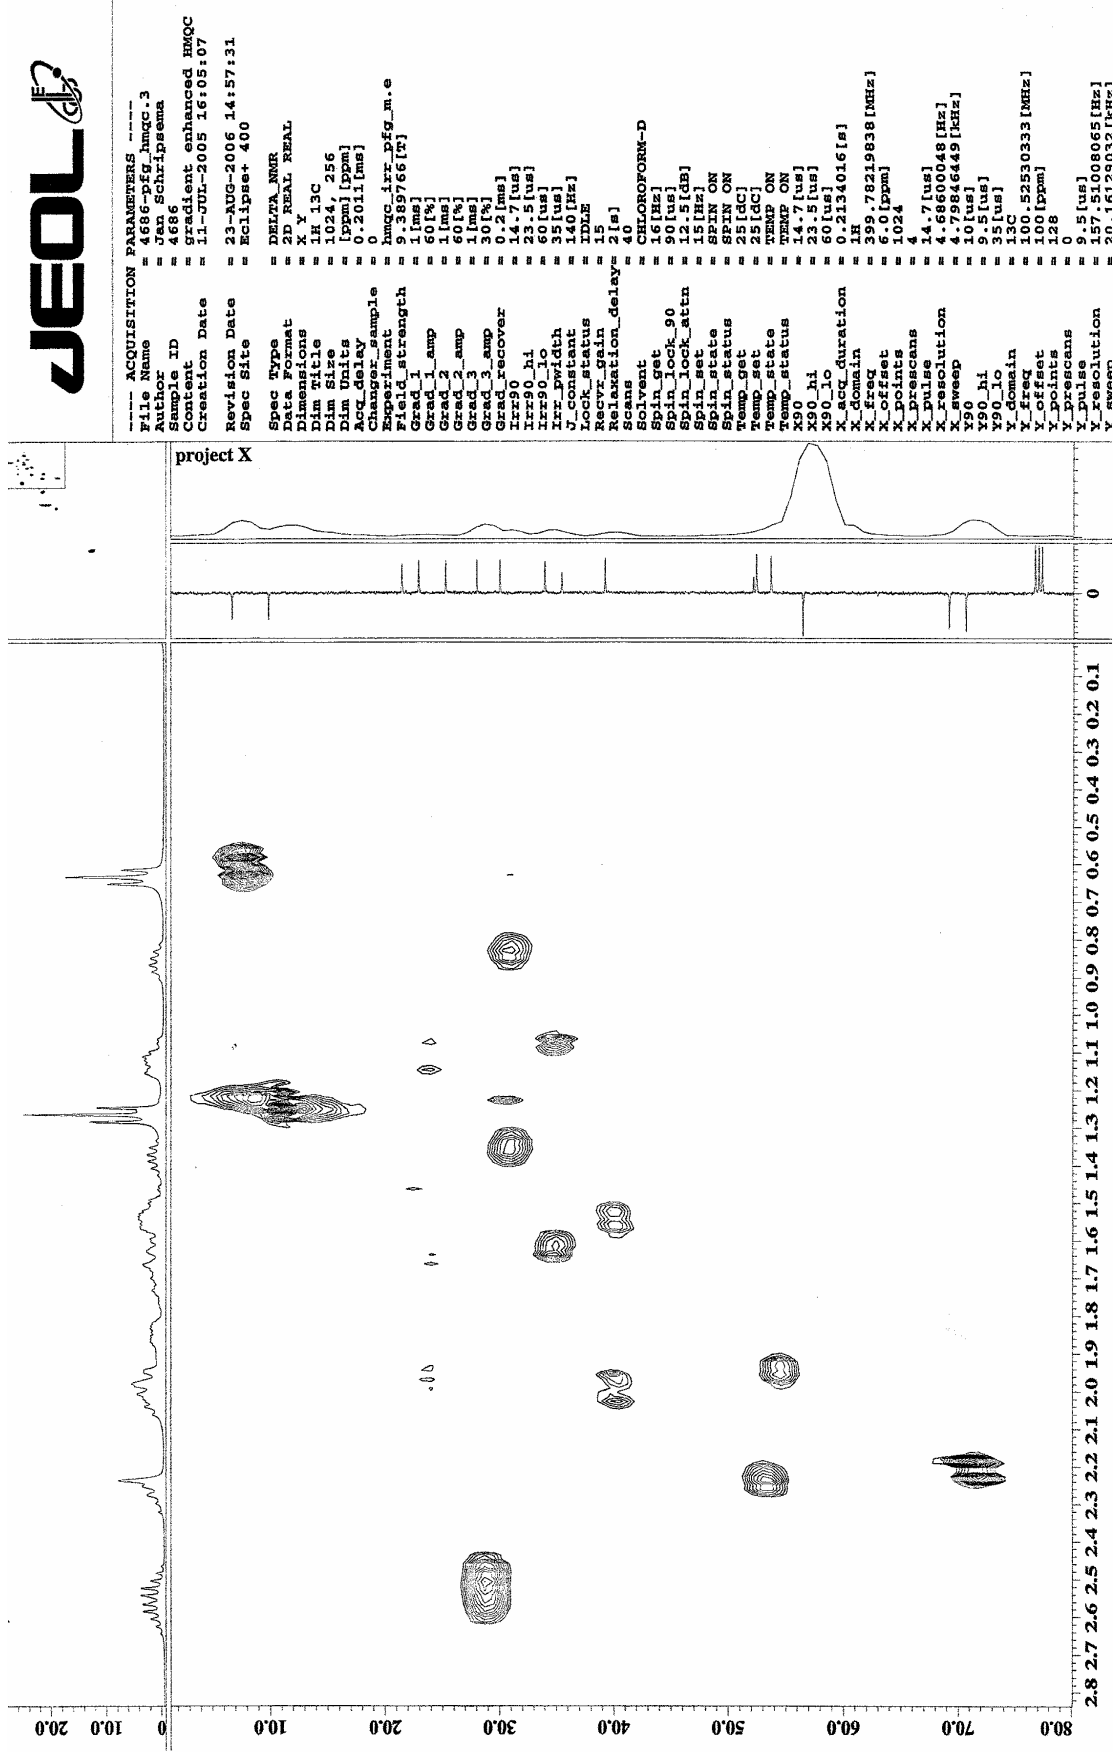 JEOL
---- ACQUISITION PARAMETERS ----
File Name = 4686-pfg_hmqc.3
Author = Jan Schripsema
Sample ID = 4686
Content = gradient enhanced HMQC
Creation Date = 11-JUL-2005 16:05:07
Revision Date = 23-AUG-2006 14:57:31
Spec Site = Eclipse+ 400
Spec Type = DELTA_NMR
Data Format = 2D REAL REAL
Dimensions = X Y
Dim Title = 1H 13C
Dim Size = 1024, 256
Dim Units = [ppm] [ppm]
Acq_delay = 0.2011[ms]
Changer_sample = 0
Experiment = hmqc_irr_pfg_m.e
Field_strength = 9.389766[T]
Grad_1 = 1[ms]
Grad_1_amp = 60[%]
Grad_2 = 1[ms]
Grad_2_amp = 60[%]
Grad_3 = 1[ms]
Grad_3_amp = 30[%]
Grad_recover = 0.2[ms]
Irr90 = 14.7[us]
Irr90_hi = 23.5[us]
Irr90_lo = 60[us]
Irr_pwidth = 35[us]
J_constant = 140[Hz]
Lock_status = IDLE
Recvr_gain = 15
Relaxation_delay = 2[s]
Scans = 40
Solvent = CHLOROFORM-D
Spin_get = 16[Hz]
Spin_lock_90 = 90[us]
Spin_lock_attn = 12.5[dB]
Spin_set = 15[Hz]
Spin_state = SPIN ON
Spin_status = SPIN ON
Temp_get = 25[dC]
Temp_set = 25[dC]
Temp_state = TEMP ON
Temp_status = TEMP ON
X90 = 14.7[us]
X90_hi = 23.5[us]
X90_lo = 60[us]
X_acq_duration = 0.2134016[s]
X_domain = 1H
X_freq = 399.78219838[MHz]
X_offset = 6.0[ppm]
X_points = 1024
X_prescans = 4
X_pulse = 14.7[us]
X_resolution = 4.68600048[Hz]
X_sweep = 4.79846449[kHz]
Y90 = 10[us]
Y90_hi = 9.5[us]
Y90_lo = 35[us]
Y_domain = 13C
Y_freq = 100.52530333[MHz]
Y_offset = 100[ppm]
Y_points = 128
Y_prescans = 0
Y_pulse = 9.5[us]
Y_resolution = 157.51008065[Hz]
Y_sweep = 20.16129032[kHz]
project X
0
20.0 10.0 0
10.0
20.0
30.0
40.0
50.0
60.0
70.0
80.0
2.8 2.7 2.6 2.5 2.4 2.3 2.2 2.1 2.0 1.9 1.8 1.7 1.6 1.5 1.4 1.3 1.2 1.1 1.0 0.9 0.8 0.7 0.6 0.5 0.4 0.3 0.2 0.1